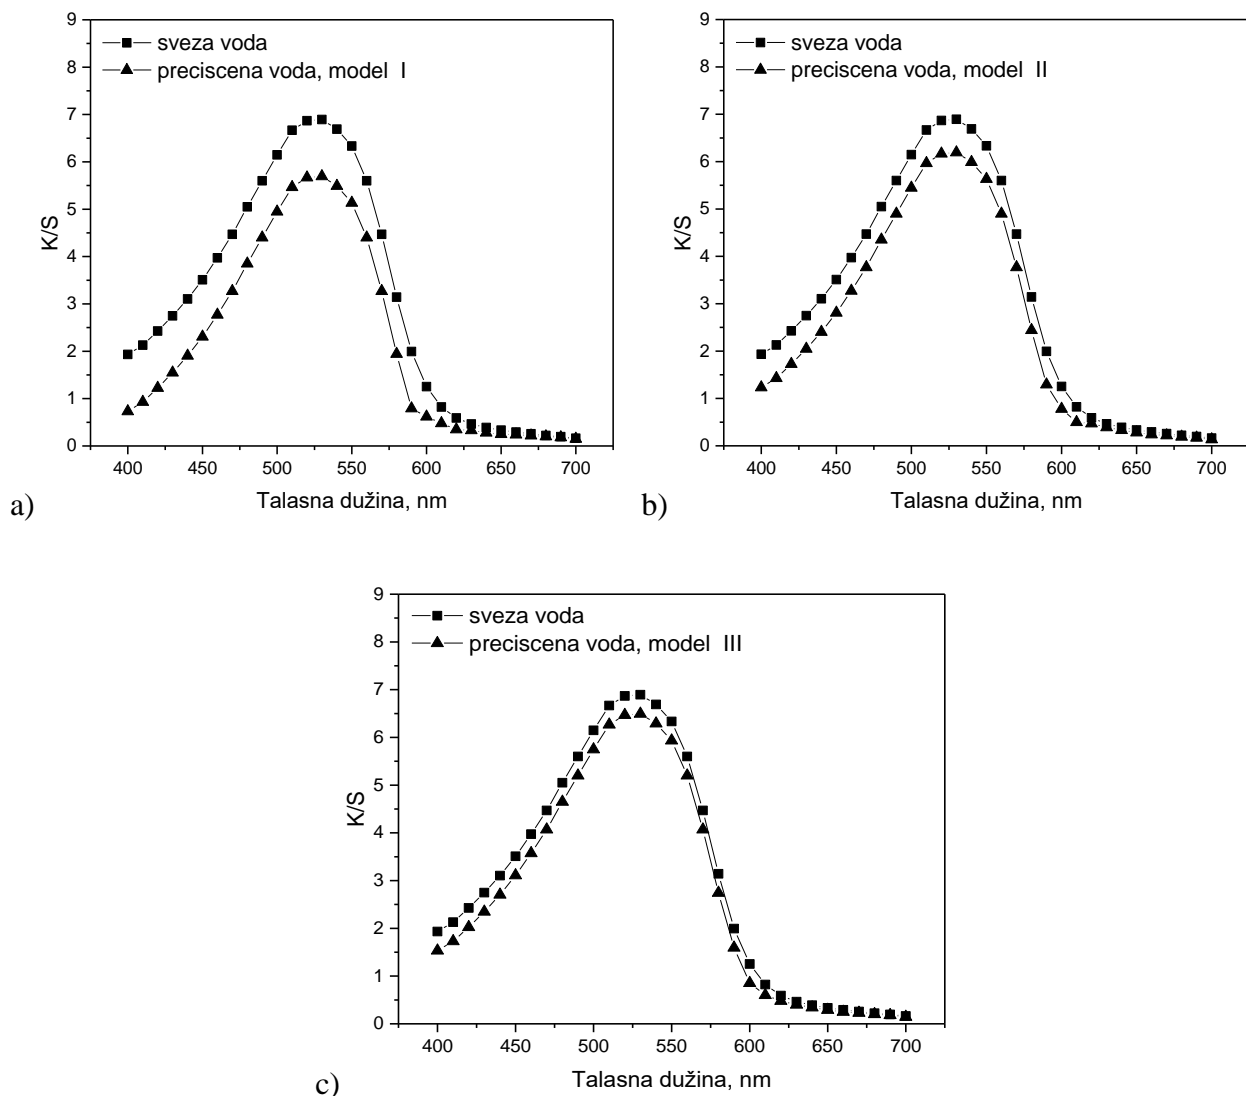 9
8
7
6
5
4
3
2
1
0
K/S
sveza voda
preciscena voda, model  I
400 450 500 550 600 650 700
Talasna dužina, nm
a)
9
8
7
6
5
4
3
2
1
0
K/S
sveza voda
preciscena voda, model  II
400 450 500 550 600 650 700
Talasna dužina, nm
b)
9
8
7
6
5
4
3
2
1
0
K/S
sveza voda
preciscena voda, model  III
400 450 500 550 600 650 700
Talasna dužina, nm
c)